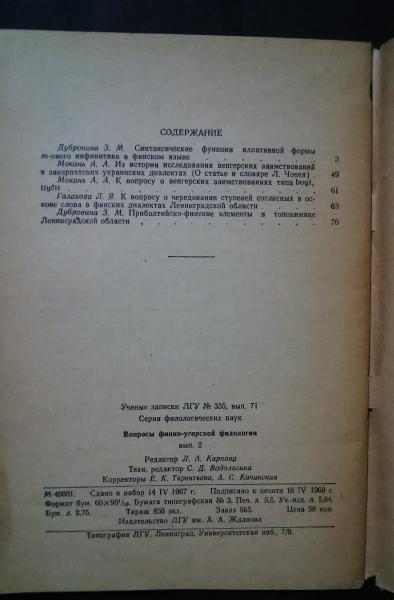 СОДЕРЖАНИЕ
Дубровина З. М. Синтаксические функции иллативной формы
m-ового инфинитива в финском языке . . . . . . . 3
Мокань А. А. Из истории исследования венгерских заимствований
в закарпатских украинских диалектах (О статье и словаре Л. Чопея) . 49
Мокань А. А. К вопросу о венгерских заимствованиях типа
61
Галахова Л. Я. К вопросу о чередовании ступеней согласных в ос-
нове слова в финских диалектах Ленинградской области . . . . . 63
Дубровина З. М. Прибалтийско-финские элементы в топонимике
Ленинградской области . . . . . . . . . 76
Ученые записки ЛГУ № 335, вып. 71
Серия филологических наук
Вопросы финно-угорской филологии
вып. 2
Редактор Л. А. Карпова
Техн. редактор С. Д. Водолагина
Корректоры Е. К. Терентьева, А. С. Качинская
М-40081. Сдано в набор 14 IV 1967 г. Подписано к печати 16 IV 1969 г.
Формат бум. 60×90 1/16. Бумага типографская № 3. Печ. л. 5,5. Уч.-изд. л. 5,84.
Бум. л. 2,75. Тираж 850 экз. Заказ 565. Цена 58 коп.
Издательство ЛГУ им. А. А. Жданова
Типография ЛГУ. Ленинград, Университетская наб., 7/9.